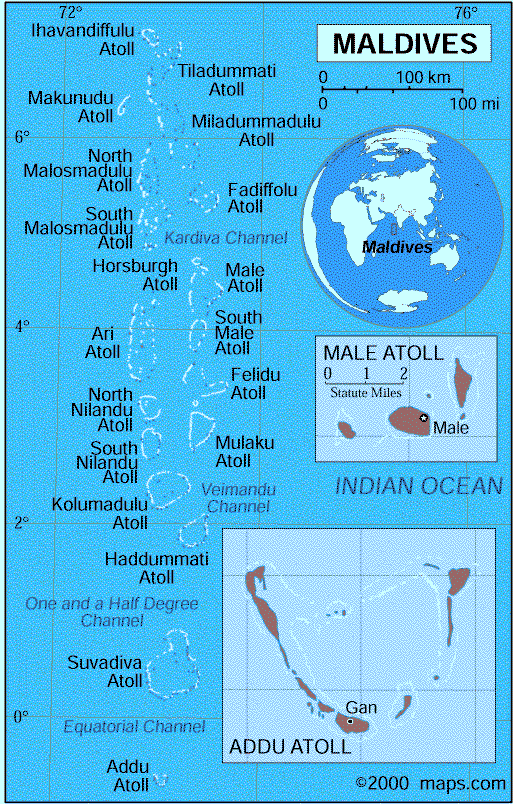 72°
76°
MALDIVES
0
100 km
0
100 mi
Ihavandiffulu
Atoll
Tiladummati
Atoll
Makunudu
Atoll
Miladummadulu
Atoll
6°
North
Malosmadulu
Atoll
Fadiffolu
Atoll
South
Malosmadulu
Atoll
Kardiva Channel
Maldives
Horsburgh
Atoll
Male
Atoll
South
Male
Atoll
4°
Ari
Atoll
MALE ATOLL
0 1 2
Statute Miles
Male
Felidu
Atoll
North
Nilandu
Atoll
Mulaku
Atoll
South
Nilandu
Atoll
INDIAN OCEAN
Veimandu
Channel
Kolumadulu
Atoll
2°
Haddummati
Atoll
One and a Half Degree
Channel
Suvadiva
Atoll
0°
Equatorial Channel
Gan
ADDU ATOLL
Addu
Atoll
©2000 maps.com